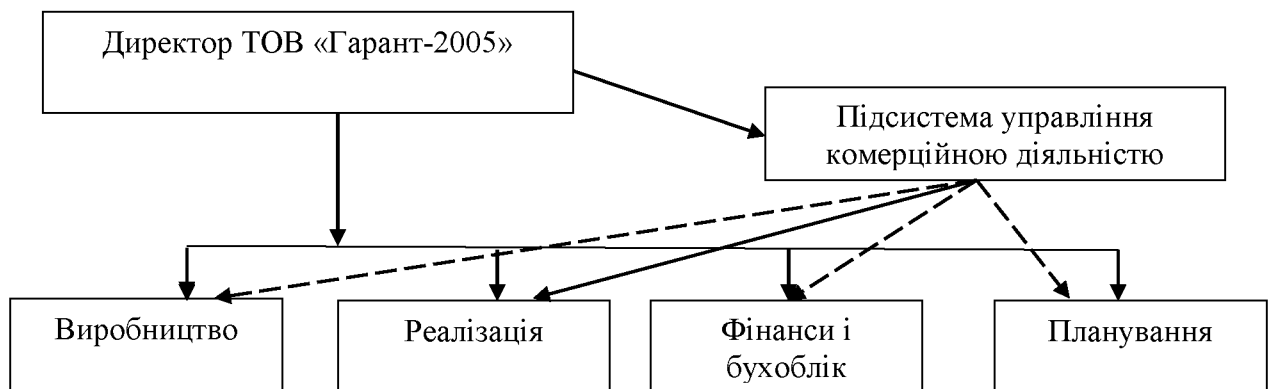 Директор ТОВ «Гарант-2005»
Підсистема управління
комерційною діяльністю
Виробництво
Реалізація
Фінанси і
бухоблік
Планування